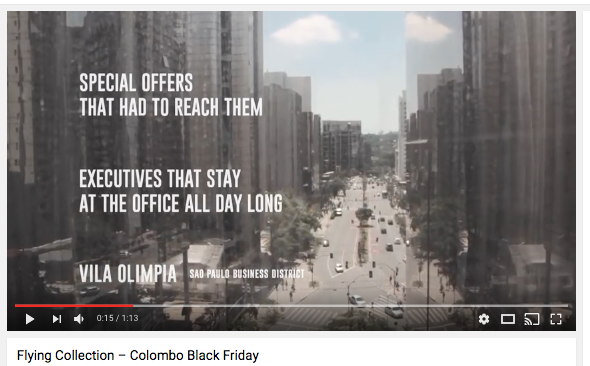 SPECIAL OFFERS
THAT HAD TO REACH THEM
EXECUTIVES THAT STAY
AT THE OFFICE ALL DAY LONG
VILA OLIMPIA SAO PAULO BUSINESS DISTRICT
0:15 / 1:13
Flying Collection – Colombo Black Friday